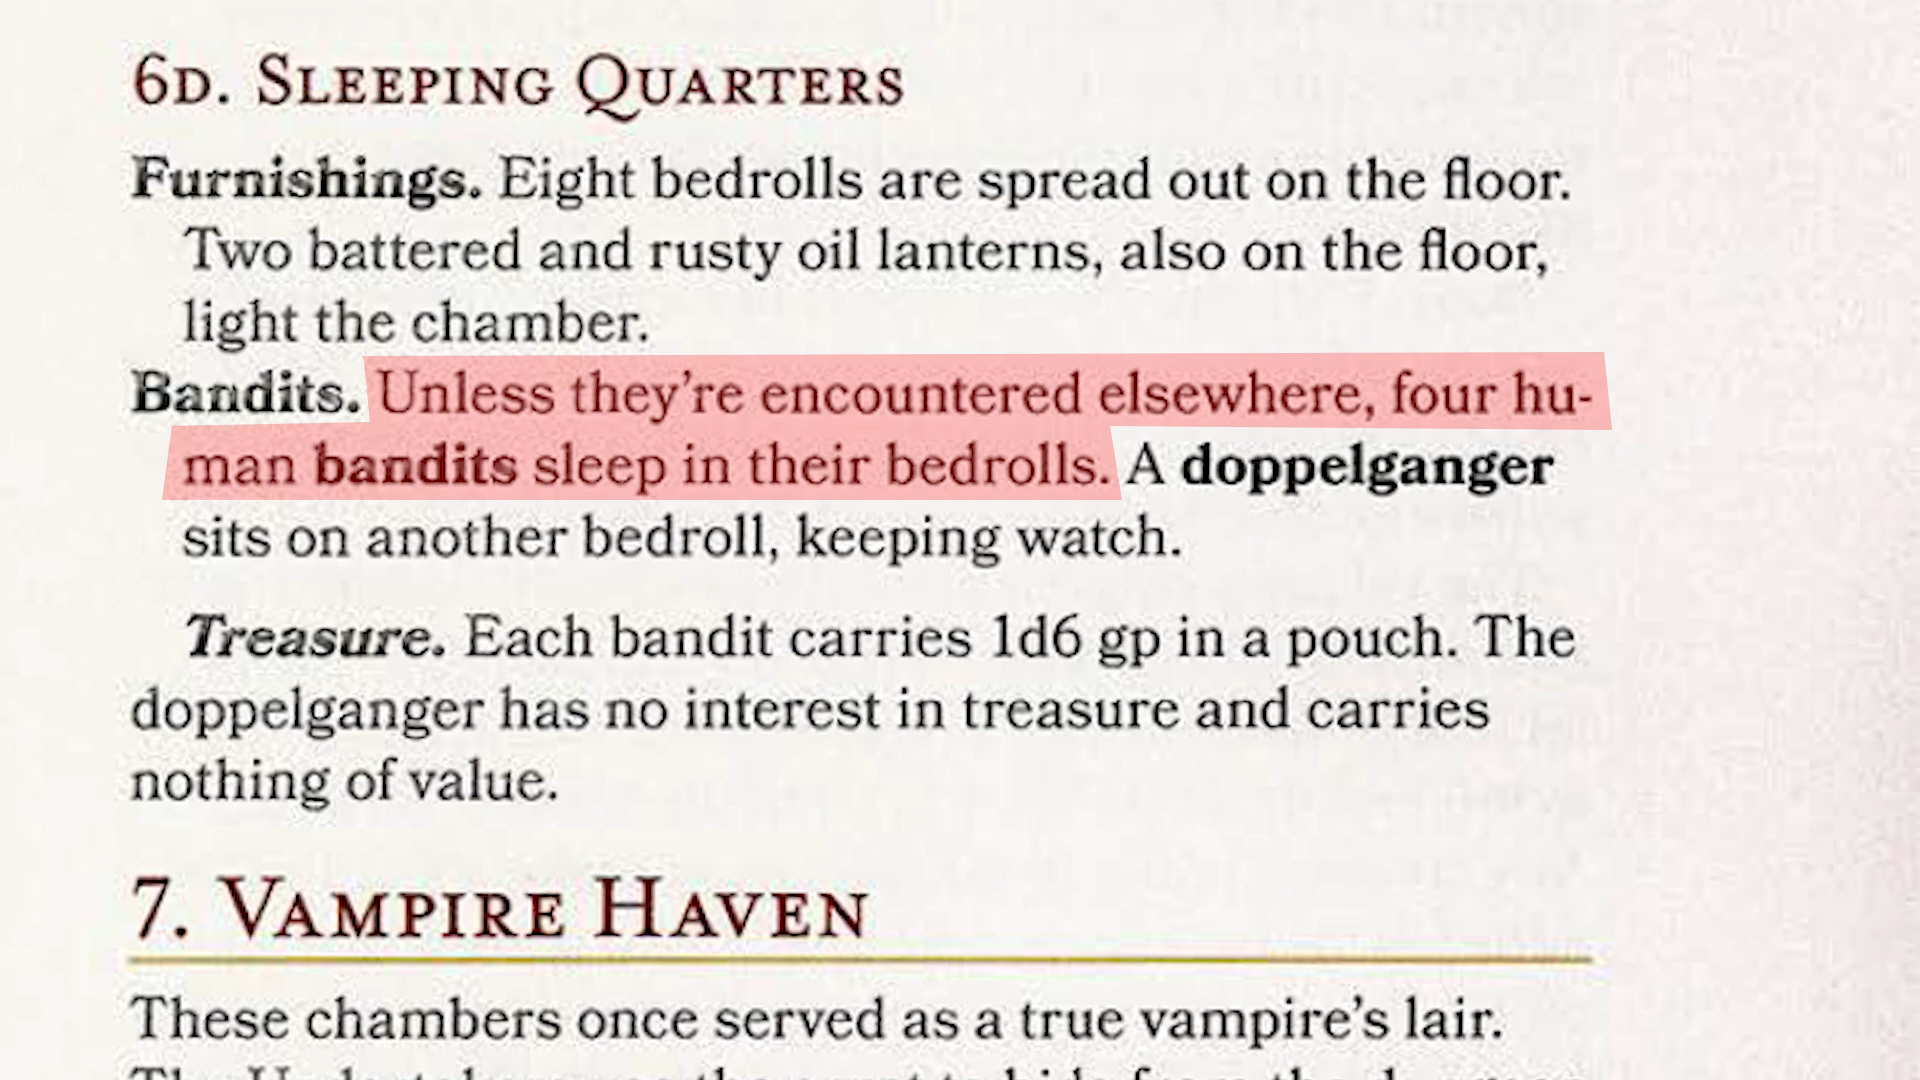 6D. SLEEPING QUARTERS
Furnishings. Eight bedrolls are spread out on the floor.
Two battered and rusty oil lanterns, also on the floor,
light the chamber.
Bandits. Unless they’re encountered elsewhere, four hu-
man bandits sleep in their bedrolls. A doppelganger
sits on another bedroll, keeping watch.
Treasure. Each bandit carries 1d6 gp in a pouch. The
doppelganger has no interest in treasure and carries
nothing of value.
7. VAMPIRE HAVEN
These chambers once served as a true vampire’s lair.